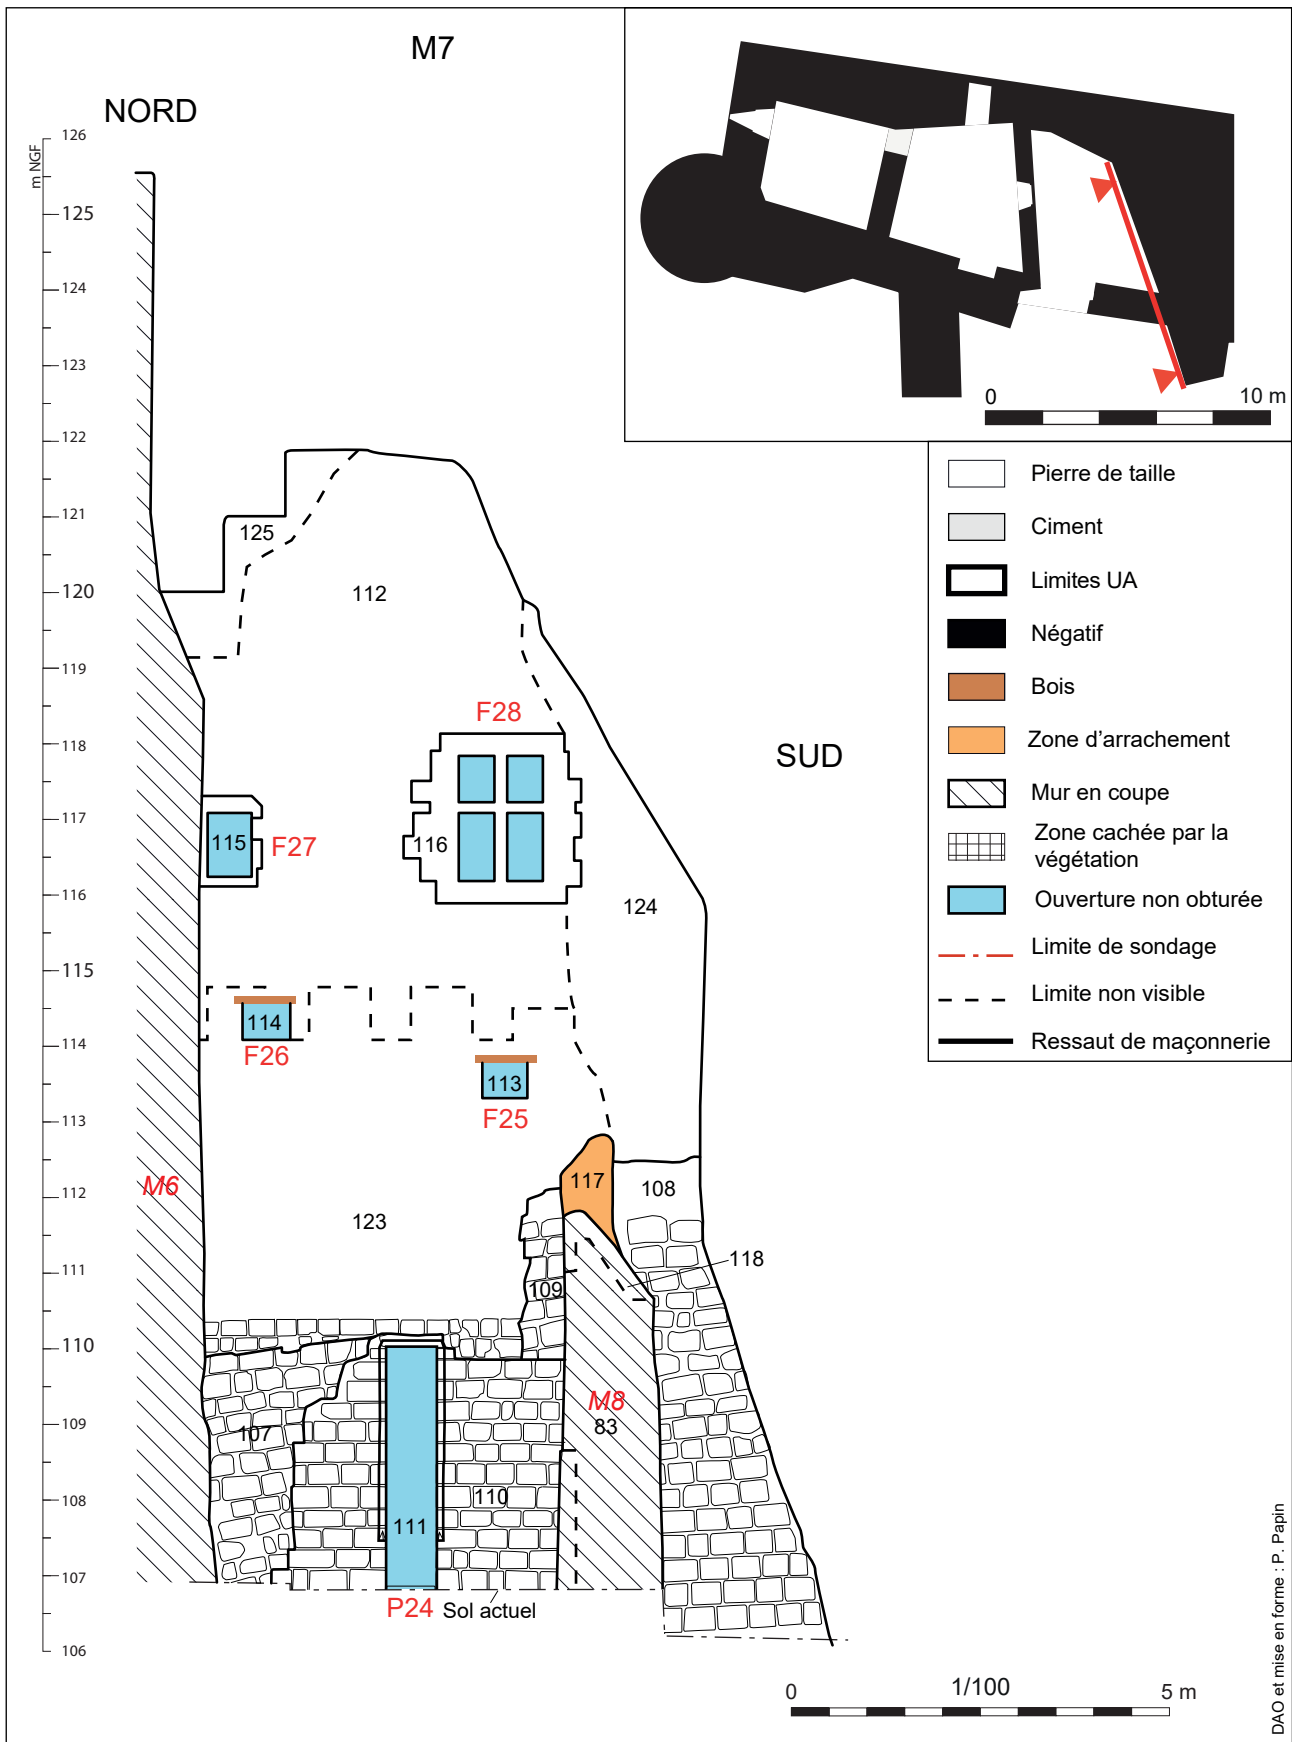 M7
NORD
m NGF
126
125
124
123
122
121
120
119
118
117
116
115
114
113
112
111
110
109
108
107
106
0
10 m
Pierre de taille
Ciment
Limites UA
Négatif
Bois
Zone d'arrachement
Mur en coupe
Zone cachée par la
végétation
Ouverture non obturée
Limite de sondage
Limite non visible
Ressaut de maçonnerie
125
112
F28
SUD
115
F27
116
124
114
F26
113
F25
M6
117
108
123
118
109
M8
83
107
110
111
P24
Sol actuel
0
1/100
5 m
DAO et mise en forme : P. Papin